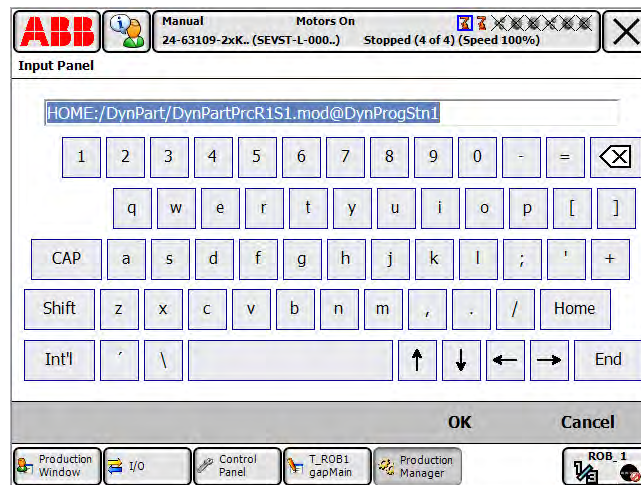 ABB
Manual Motors On
24-63109-2xK.. (SEVST-L-000..) Stopped (4 of 4) (Speed 100%)
Input Panel
HOME:/DynPart/DynPartPrcR1S1.mod@DynProgStn1
1 2 3 4 5 6 7 8 9 0 - =
q w e r t y u i o p [ ]
CAP a s d f g h j k l ; ' +
Shift z x c v b n m , . / Home
Int'l ´ \ End
OK Cancel
Production Window
I/O
Control Panel
T_ROB1 gapMain
Production Manager
ROB_1
1/3